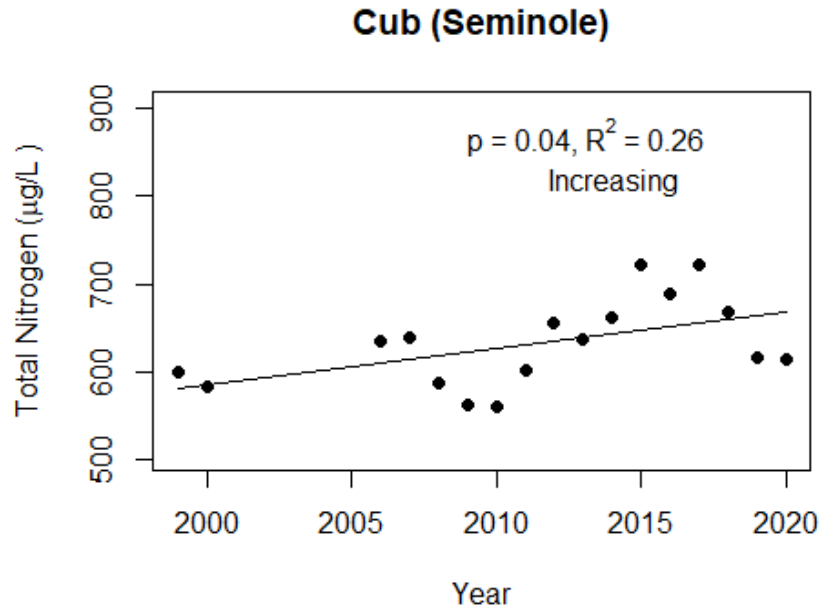 Cub (Seminole)
Total Nitrogen (µg/L )
900
800
700
600
500
p = 0.04, R² = 0.26
Increasing
2000 2005 2010 2015 2020
Year